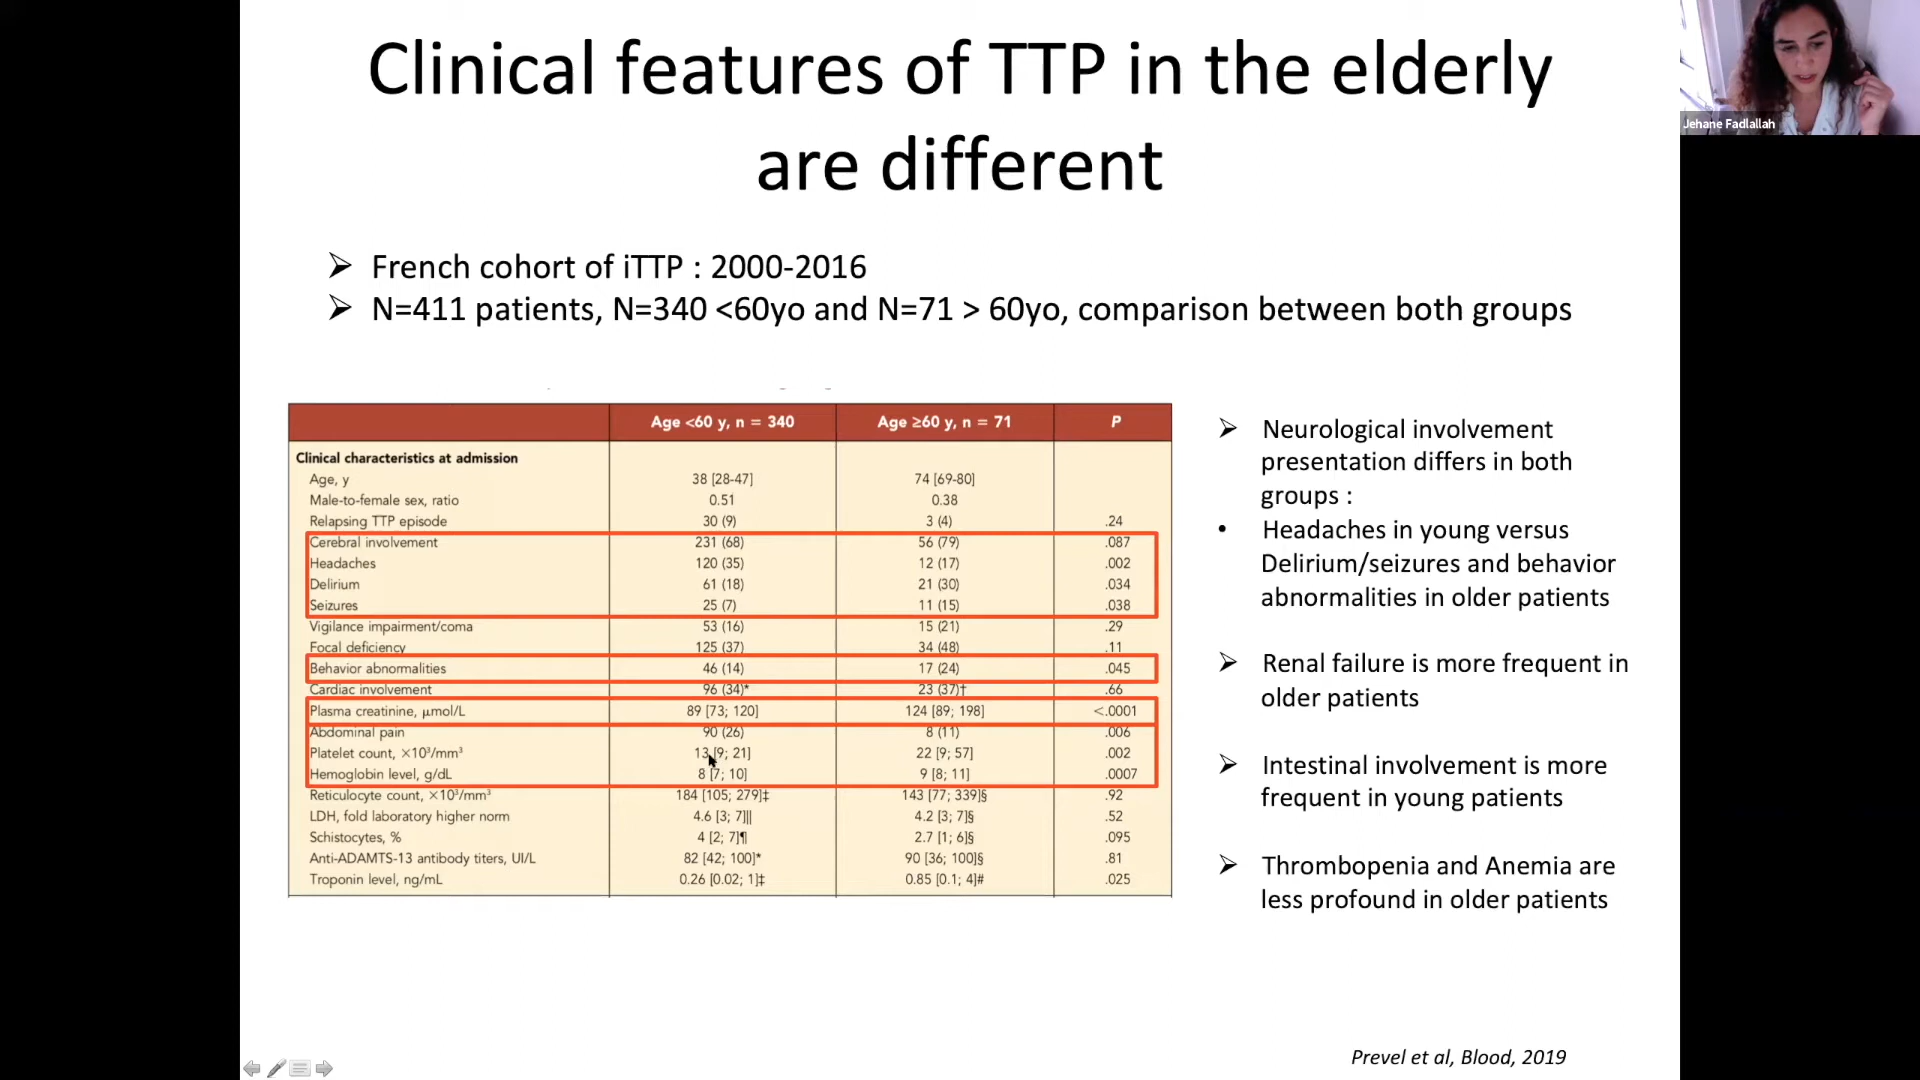 Clinical features of TTP in the elderly
are different
Jehane Fadlallah
➢ French cohort of iTTP : 2000-2016
➢ N=411 patients, N=340 <60yo and N=71 > 60yo, comparison between both groups
Age <60 y, n = 340 Age ≥60 y, n = 71 P
Clinical characteristics at admission
Age, y 38 [28-47] 74 [69-80]
Male-to-female sex, ratio 0.51 0.38
Relapsing TTP episode 30 (9) 3 (4) .24
Cerebral involvement 231 (68) 56 (79) .087
Headaches 120 (35) 12 (17) .002
Delirium 61 (18) 21 (30) .034
Seizures 25 (7) 11 (15) .038
Vigilance impairment/coma 53 (16) 15 (21) .29
Focal deficiency 125 (37) 34 (48) .11
Behavior abnormalities 46 (14) 17 (24) .045
Cardiac involvement 96 (34)* 23 (37)† .66
Plasma creatinine, μmol/L 89 [73; 120] 124 [89; 198] <.0001
Abdominal pain 90 (26) 8 (11) .006
Platelet count, ×10³/mm³ 13 [9; 21] 22 [9; 57] .002
Hemoglobin level, g/dL 8 [7; 10] 9 [8; 11] .0007
Reticulocyte count, ×10³/mm³ 184 [105; 279]‡ 143 [77; 339]§ .92
LDH, fold laboratory higher norm 4.6 [3; 7]|| 4.2 [3; 7]§ .52
Schistocytes, % 4 [2; 7]¶ 2.7 [1; 6]§ .095
Anti-ADAMTS-13 antibody titers, UI/L 82 [42; 100]* 90 [36; 100]§ .81
Troponin level, ng/mL 0.26 [0.02; 1]‡ 0.85 [0.1; 4]# .025
➢ Neurological involvement
presentation differs in both
groups :
• Headaches in young versus
Delirium/seizures and behavior
abnormalities in older patients
➢ Renal failure is more frequent in
older patients
➢ Intestinal involvement is more
frequent in young patients
➢ Thrombopenia and Anemia are
less profound in older patients
Prevel et al, Blood, 2019